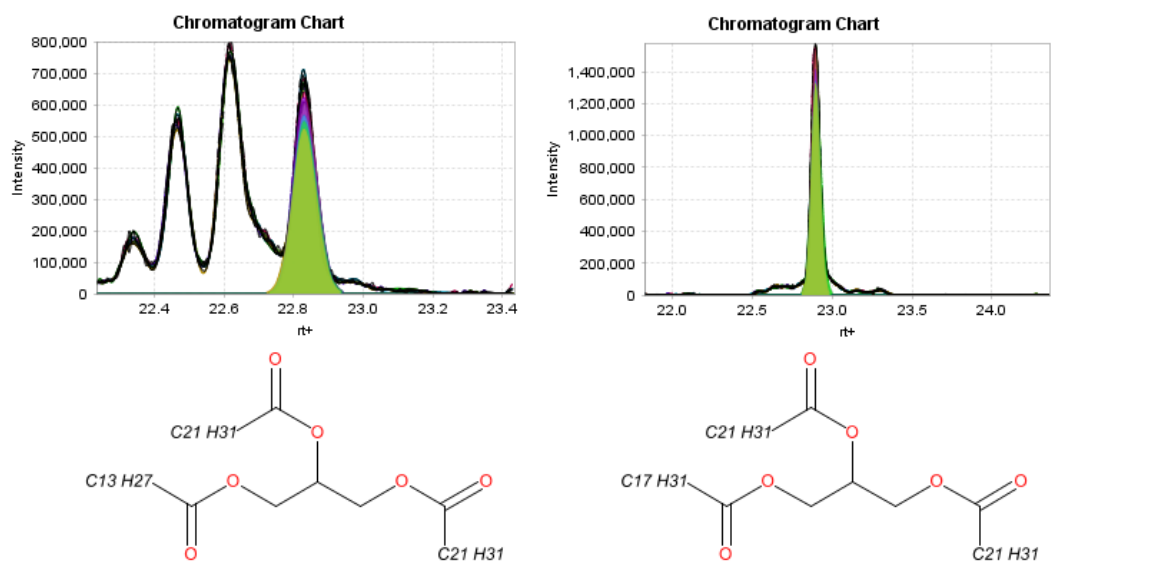 Chromatogram Chart
800,000
700,000
600,000
500,000
400,000
300,000
200,000
100,000
0
Intensity
22.4 22.6 22.8 23.0 23.2 23.4
rt+
Chromatogram Chart
1,400,000
1,200,000
1,000,000
800,000
600,000
400,000
200,000
0
Intensity
22.0 22.5 23.0 23.5 24.0
rt+
O
C21 H31
O
C13 H27
O
O
O
O
C21 H31
O
C21 H31
O
C17 H31
O
O
O
O
C21 H31